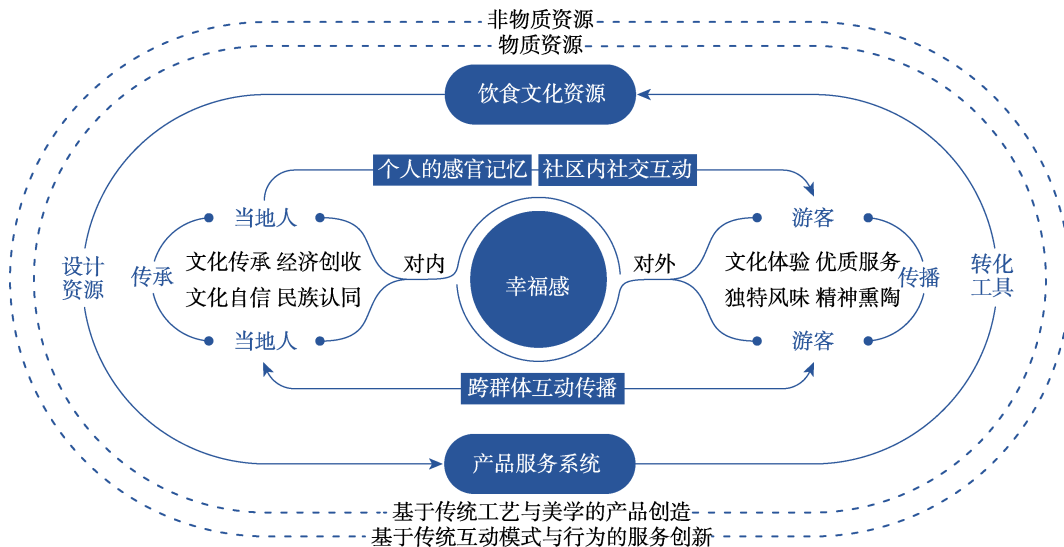 非物质资源
物质资源
饮食文化资源
个人的感官记忆 社区内社交互动
当地人
游客
设计
资源
传承
文化传承 经济创收
文化自信 民族认同
对内
幸福感
对外
文化体验 优质服务
独特风味 精神熏陶
传播
转化
工具
当地人
游客
跨群体互动传播
产品服务系统
基于传统工艺与美学的产品创造
基于传统互动模式与行为的服务创新